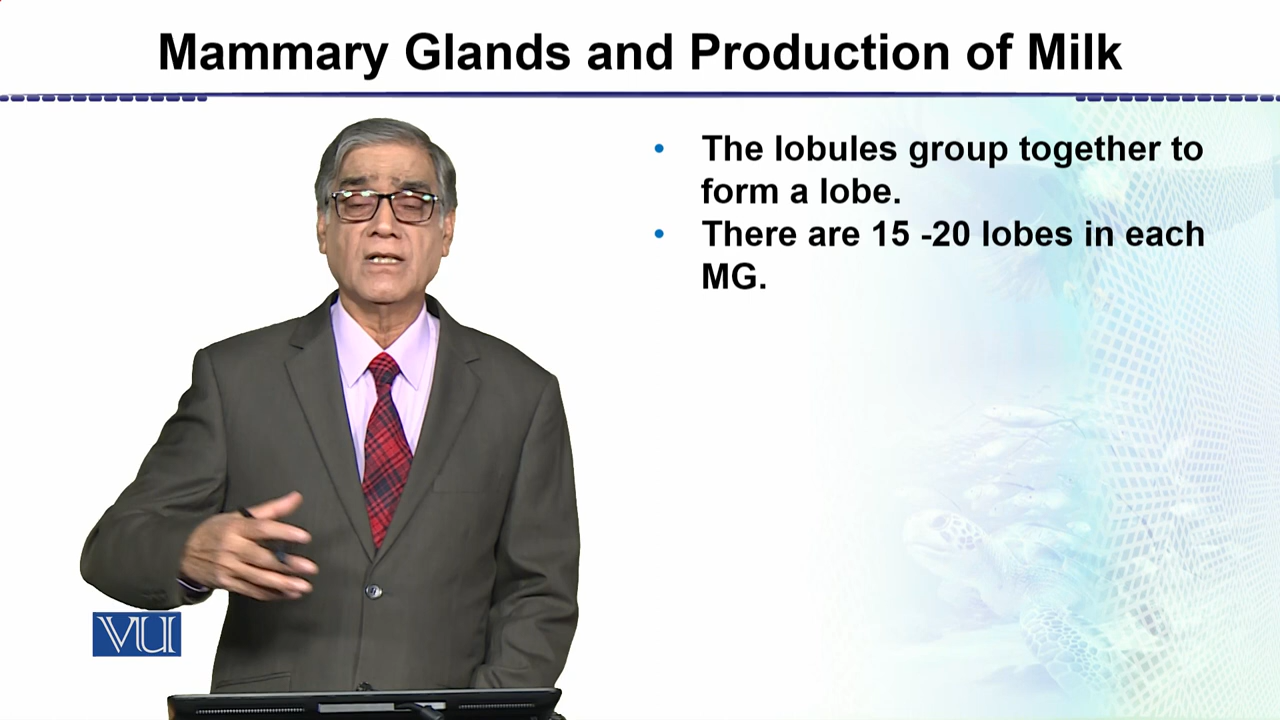 Mammary Glands and Production of Milk
• The lobules group together to
form a lobe.
• There are 15 -20 lobes in each
MG.
VU